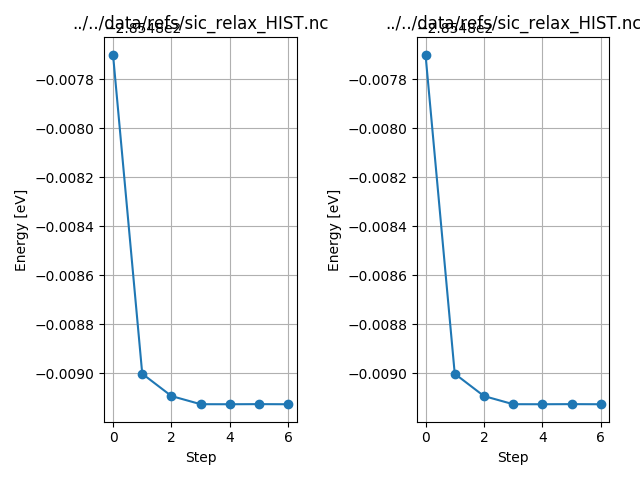 ../../data/refs/sic_relax_HIST.nc
−2.8548e2
−0.0078
−0.0080
−0.0082
−0.0084
−0.0086
−0.0088
−0.0090
Energy [eV]
0 2 4 6
Step
../../data/refs/sic_relax_HIST.nc
−2.8548e2
−0.0078
−0.0080
−0.0082
−0.0084
−0.0086
−0.0088
−0.0090
Energy [eV]
0 2 4 6
Step